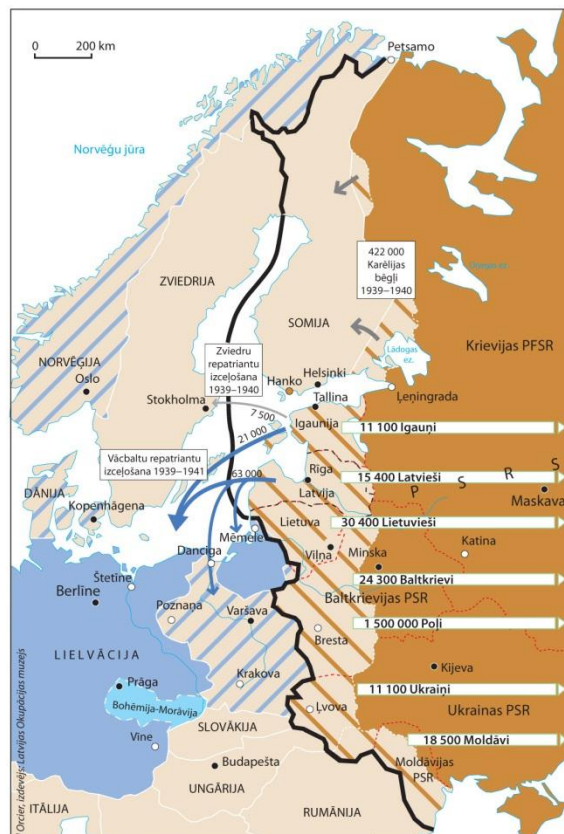 0 200 km
Petsamo
Norvēģu jūra
ZVIEDRIJA
422 000
Karēlijas
bēgļi
1939–1940
SOMIJA
Lādogas
ez.
Krievijas PFSR
NORVĒĢIJA
Oslo
Zviedru
repatriantu
izceļošana
1939–1940
Hanko
Helsinki
Stokholma
Tallina
Ļeņingrada
7 500
21 000
Igaunija
11 100 Igauņi
Vācbaltu repatriantu
izceļošana 1939–1941
63 000
Rīga
Latvija
15 400 Latvieši
P S R S
Maskava
DĀNIJA
Kopenhāgena
Lietuva
30 400 Lietuvieši
Mēmele
Viļņa
Minska
Katiņa
Danciga
24 300 Baltkrievi
Štetīne
Berlīne
Poznaņa
Varšava
Baltkrievijas PSR
Bresta
1 500 000 Poļi
LIELVĀCIJA
Prāga
Bohēmija-Morāvija
Krakova
Ļvova
Kijeva
11 100 Ukraiņi
Ukrainas PSR
SLOVĀKIJA
Vīne
18 500 Moldāvi
Budapešta
UNGĀRIJA
Moldāvijas
PSR
ITĀLIJA
RUMĀNIJA
Orcier, izdevējs: Latvijas Okupācijas muzejs